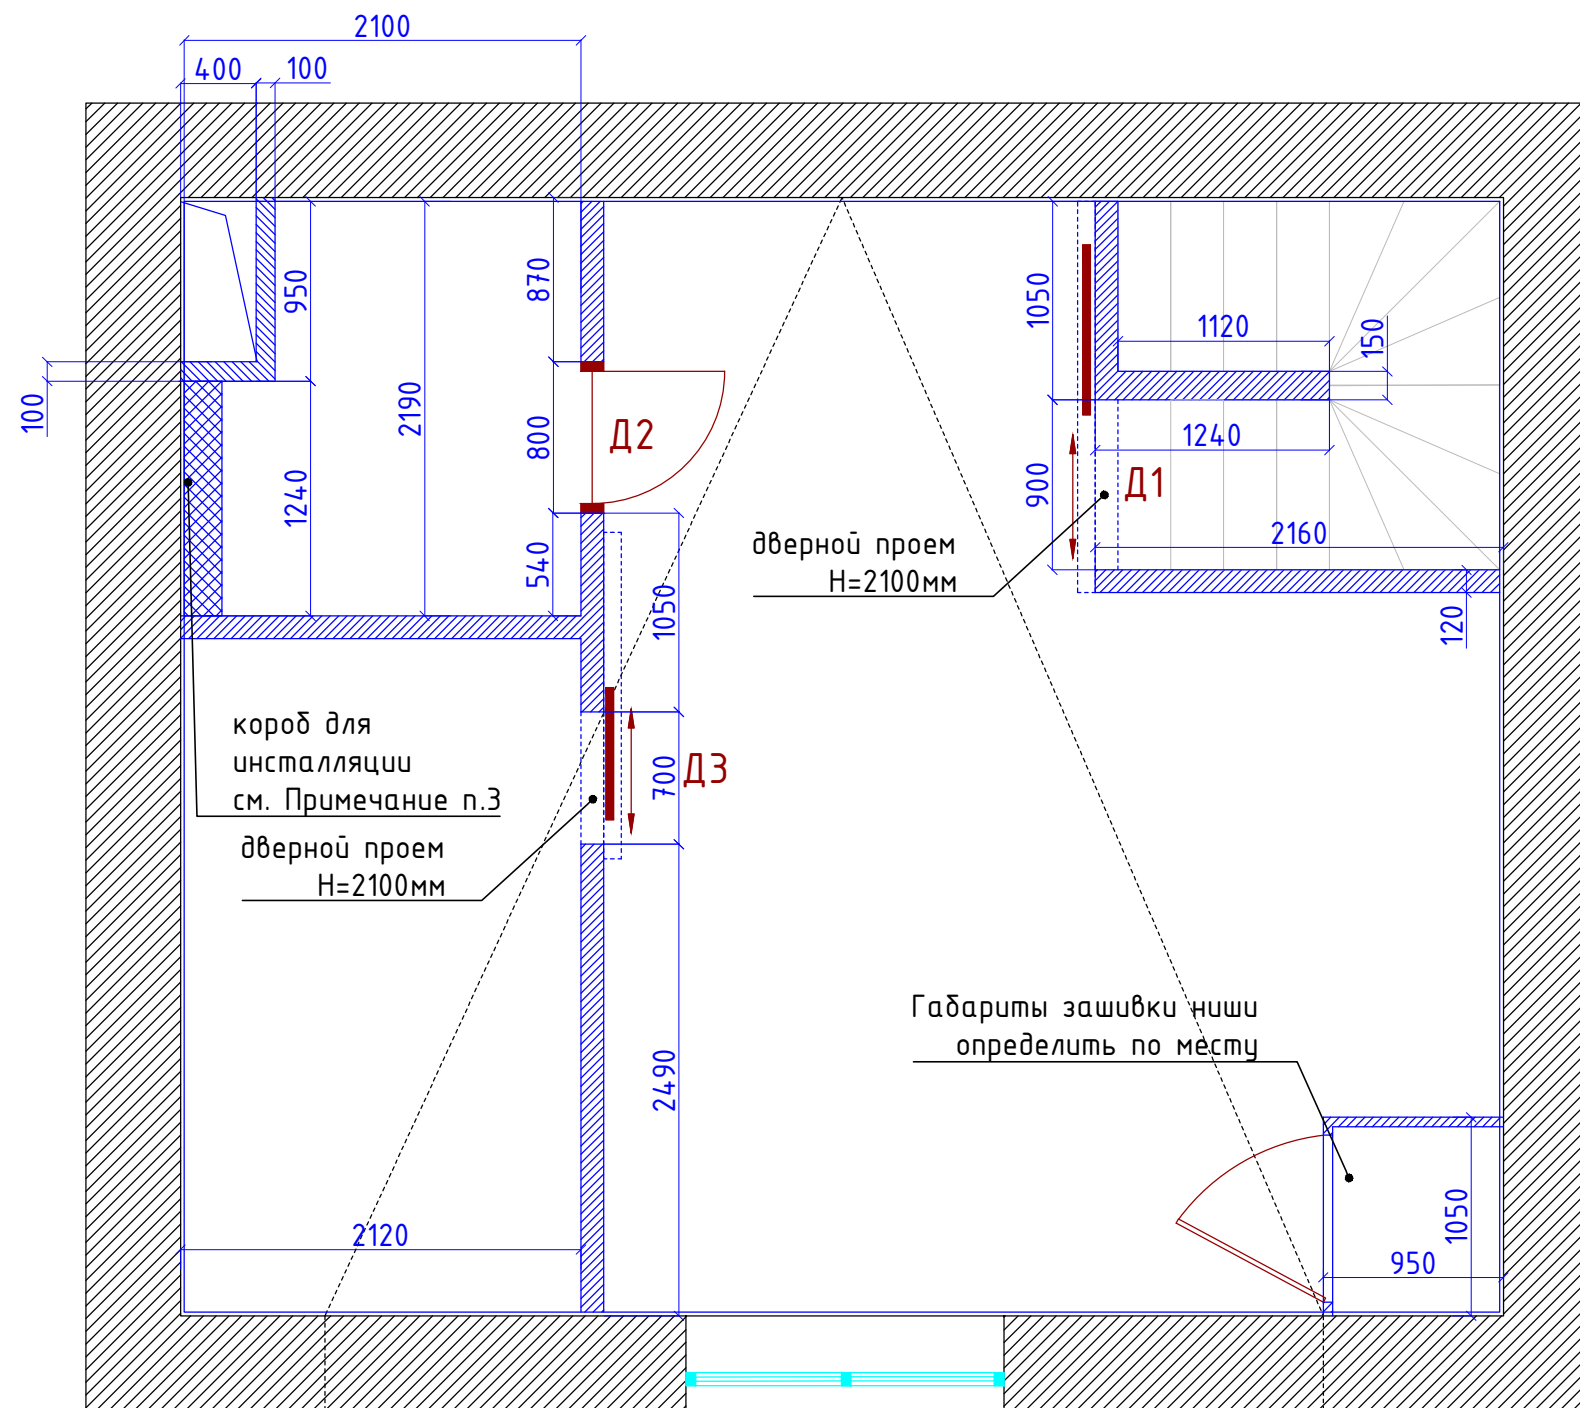 2100
400
100
870
950
1050
1120
150
2190
100
800
Д2
1240
900
1240
Д1
2160
дверной проем
H=2100мм
540
1050
120
короб для
инсталляции
см. Примечание п.3
700
Д3
дверной проем
H=2100мм
Габариты зашивки ниши
определить по месту
2490
1050
2120
950